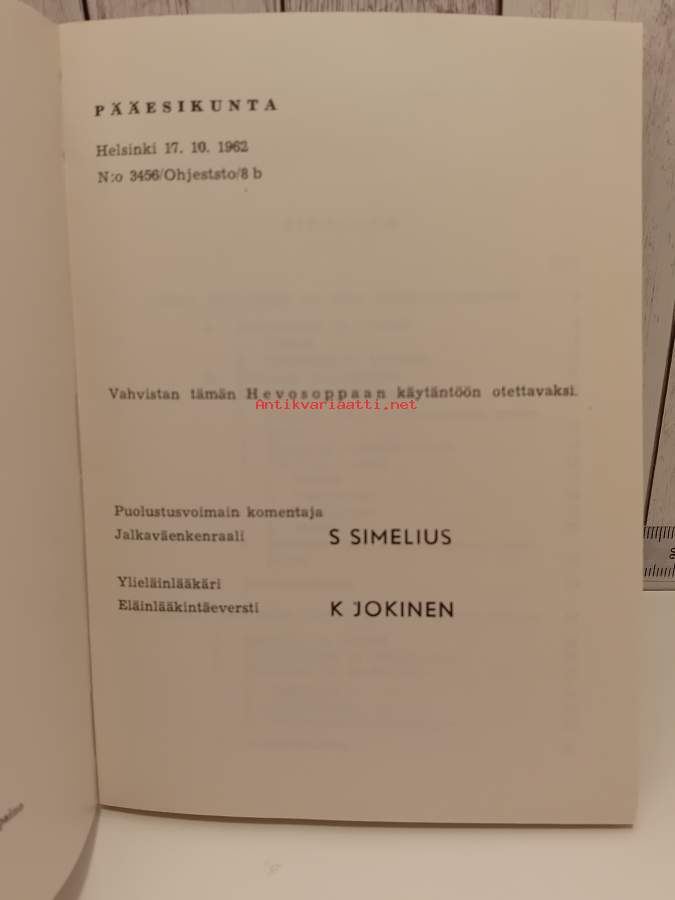 PÄÄESIKUNTA
Helsinki 17. 10. 1962
N:o 3456/Ohjeststo/8 b
Vahvistan tämän Hevosoppaan käytäntöön otettavaksi.
Antikvariaatti.net
Puolustusvoimain komentaja
Jalkaväenkenraali S SIMELIUS
Ylieläinlääkäri
Eläinlääkintäeversti K JOKINEN